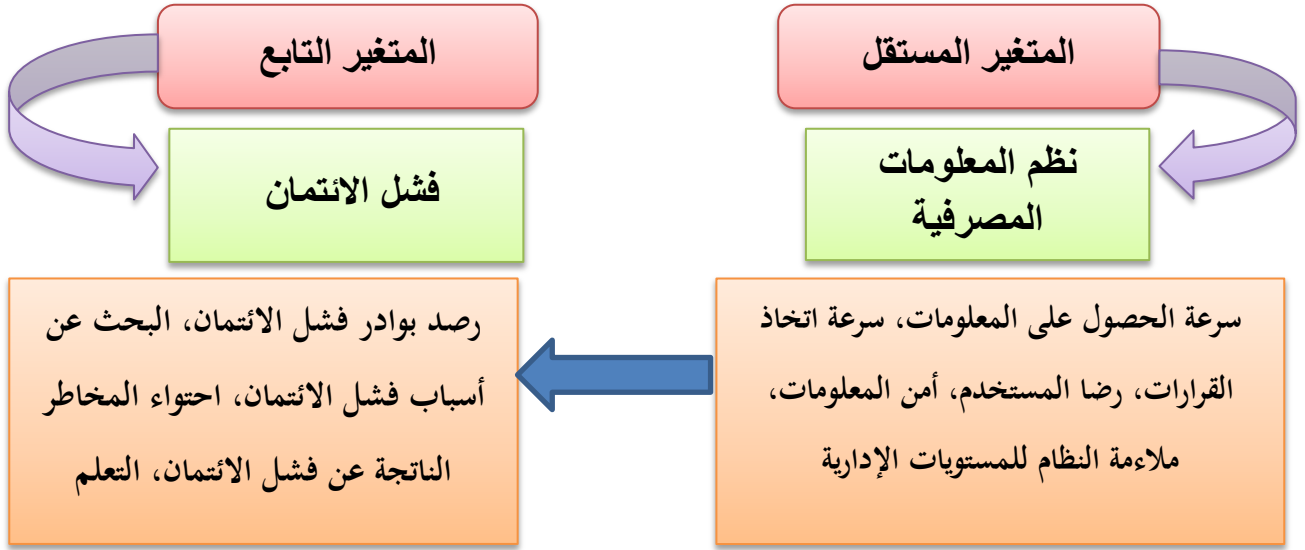 المتغير المستقل
نظم المعلومات
المصرفية
سرعة الحصول على المعلومات، سرعة اتخاذ
القرارات، رضا المستخدم، أمن المعلومات،
ملاءمة النظام للمستويات الإدارية
المتغير التابع
فشل الائتمان
رصد بوادر فشل الائتمان، البحث عن
أسباب فشل الائتمان، احتواء المخاطر
الناتجة عن فشل الائتمان، التعلم